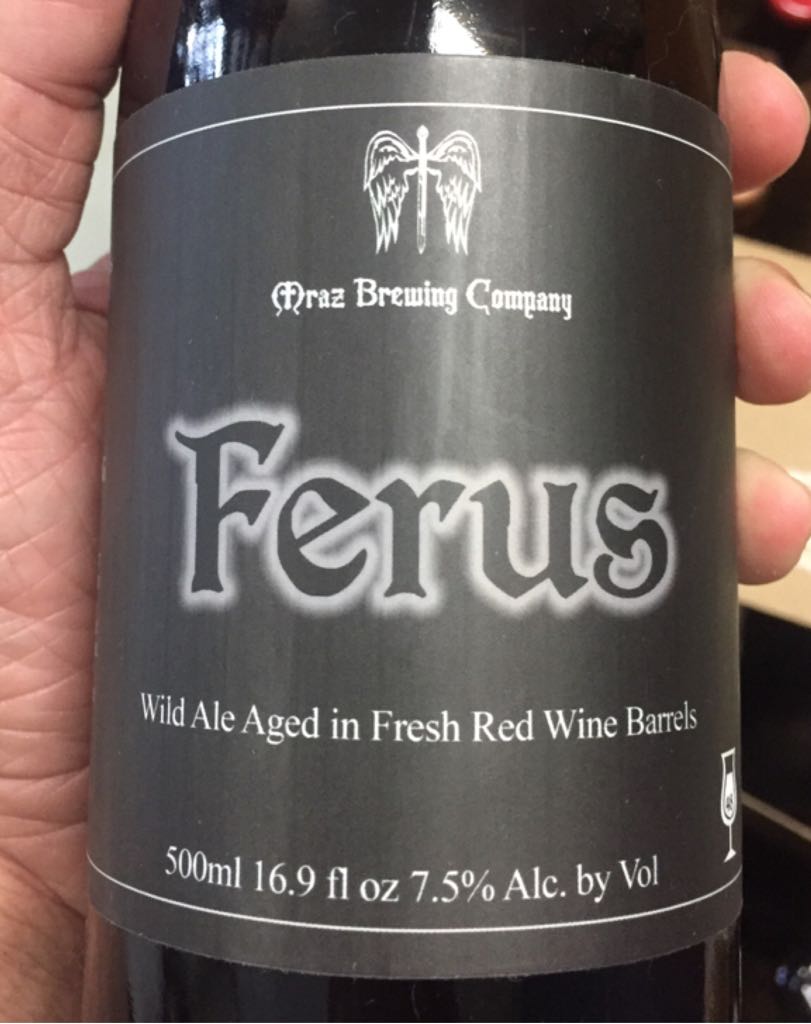 Mraz Brewing Company
Ferus
Wild Ale Aged in Fresh Red Wine Barrels
500ml 16.9 fl oz 7.5% Alc. by Vol